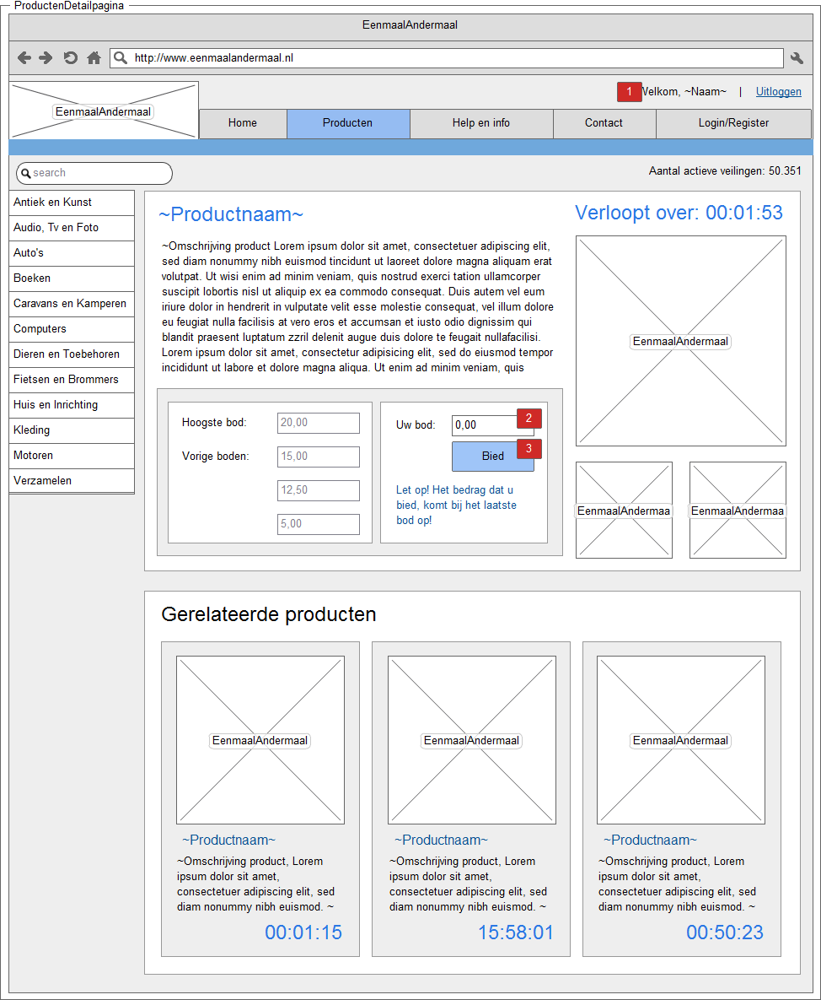 ProductenDetailpagina
EenmaalAndermaal
http://www.eenmaalandermaal.nl
1 Welkom, ~Naam~ | Uitloggen
EenmaalAndermaal
Home Producten Help en info Contact Login/Register
search
Aantal actieve veilingen: 50.351
Antiek en Kunst
Audio, Tv en Foto
Auto's
Boeken
Caravans en Kamperen
Computers
Dieren en Toebehoren
Fietsen en Brommers
Huis en Inrichting
Kleding
Motoren
Verzamelen
~Productnaam~
~Omschrijving product Lorem ipsum dolor sit amet, consectetuer adipiscing elit,
sed diam nonummy nibh euismod tincidunt ut laoreet dolore magna aliquam erat
volutpat. Ut wisi enim ad minim veniam, quis nostrud exerci tation ullamcorper
suscipit lobortis nisl ut aliquip ex ea commodo consequat. Duis autem vel eum
iriure dolor in hendrerit in vulputate velit esse molestie consequat, vel illum dolore
eu feugiat nulla facilisis at vero eros et accumsan et iusto odio dignissim qui
blandit praesent luptatum zzril delenit augue duis dolore te feugait nullafacilisi.
Lorem ipsum dolor sit amet, consectetur adipisicing elit, sed do eiusmod tempor
incididunt ut labore et dolore magna aliqua. Ut enim ad minim veniam, quis
Hoogste bod: 20,00
Vorige boden: 15,00
12,50
5,00
Uw bod: 0,00 2
Bied 3
Let op! Het bedrag dat u
bied, komt bij het laatste
bod op!
Verloopt over: 00:01:53
EenmaalAndermaal
EenmaalAndermaa
EenmaalAndermaa
Gerelateerde producten
EenmaalAndermaal
~Productnaam~
~Omschrijving product, Lorem
ipsum dolor sit amet,
consectetuer adipiscing elit, sed
diam nonummy nibh euismod. ~
00:01:15
EenmaalAndermaal
~Productnaam~
~Omschrijving product, Lorem
ipsum dolor sit amet,
consectetuer adipiscing elit, sed
diam nonummy nibh euismod. ~
15:58:01
EenmaalAndermaal
~Productnaam~
~Omschrijving product, Lorem
ipsum dolor sit amet,
consectetuer adipiscing elit, sed
diam nonummy nibh euismod. ~
00:50:23